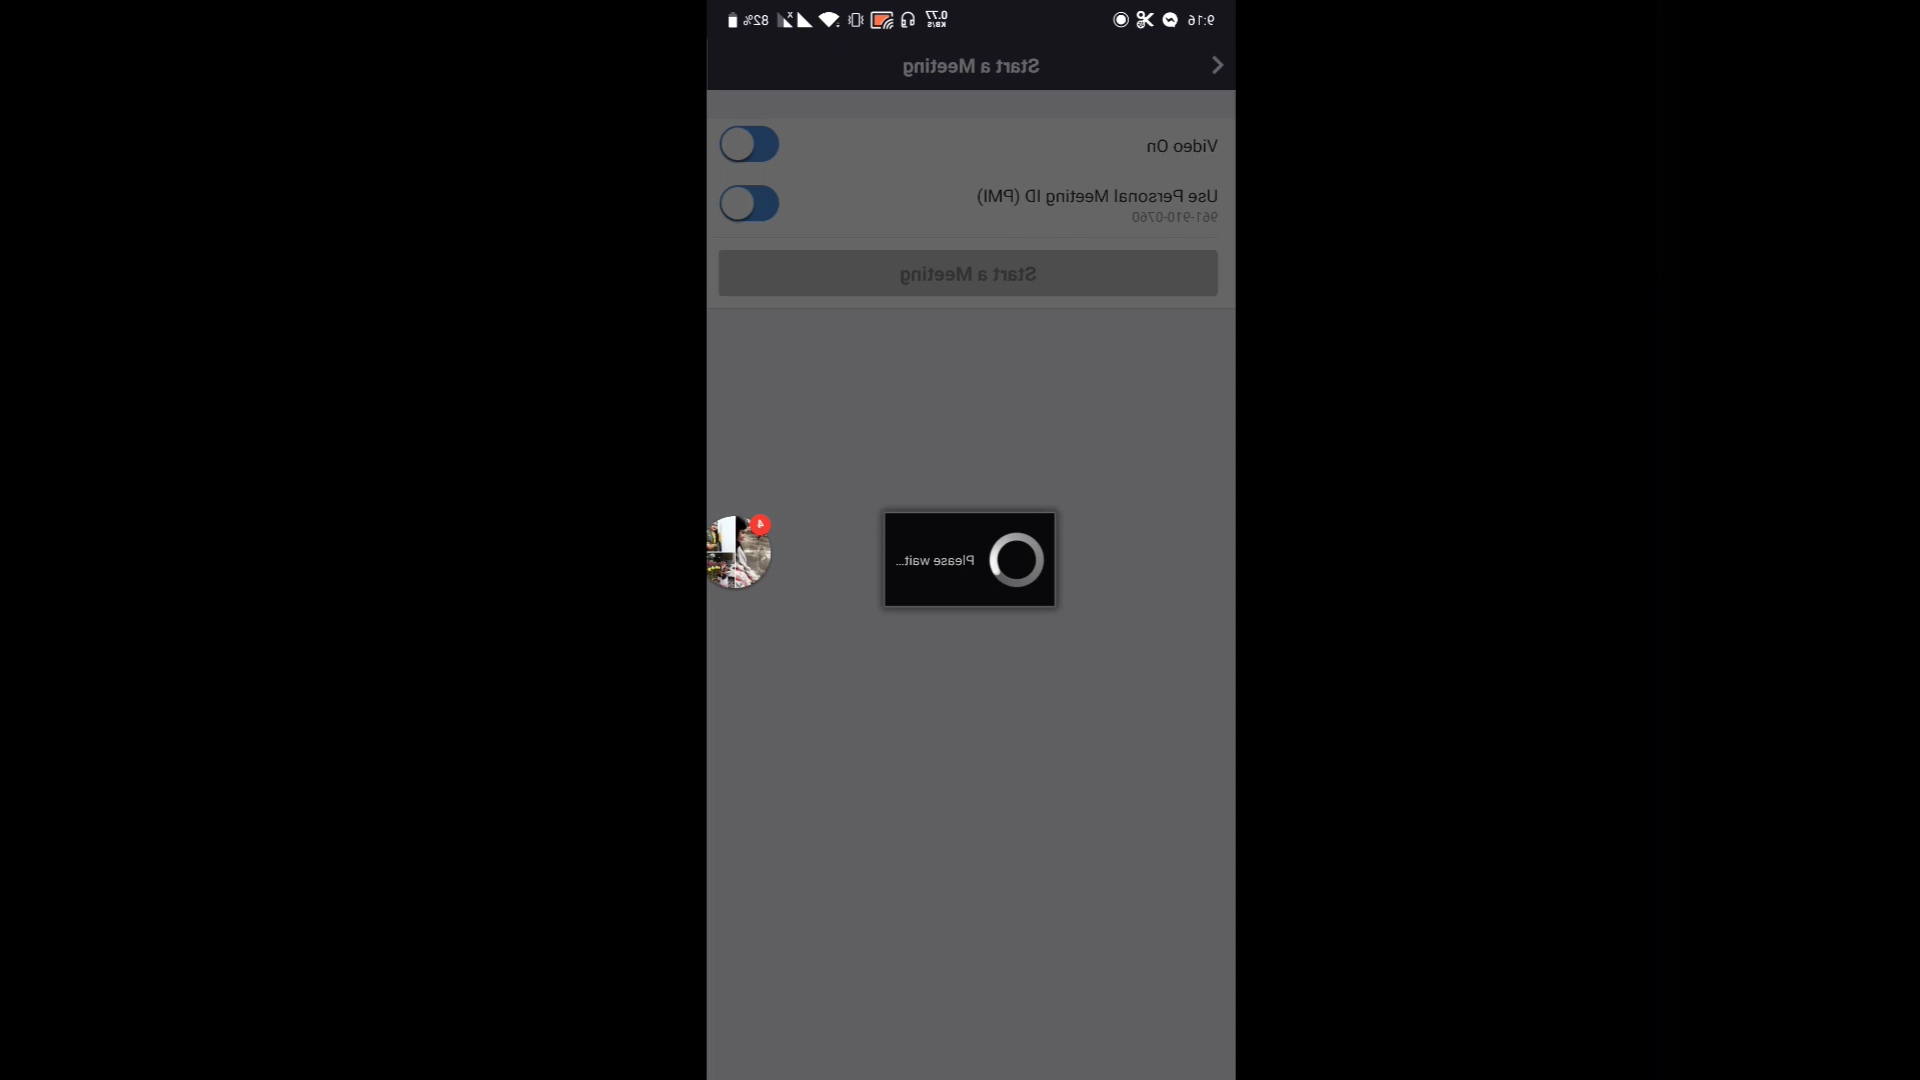 9:16 0.77 KB/S 82%
Start a Meeting
Video On
Use Personal Meeting ID (PMI)
961-910-0760
Start a Meeting
4
Please wait...